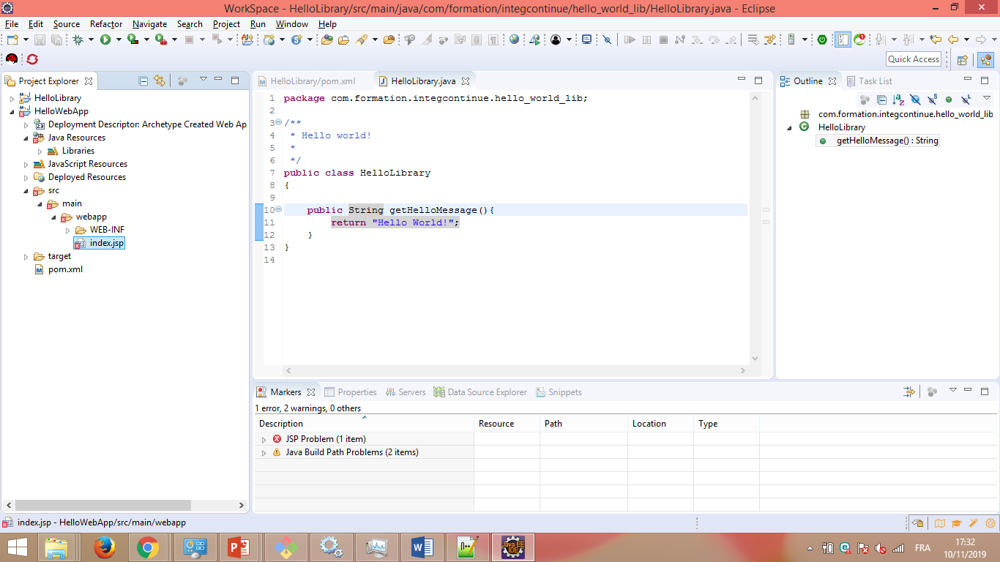 WorkSpace - HelloLibrary/src/main/java/com/formation/integcontinue/hello_world_lib/HelloLibrary.java - Eclipse
File Edit Source Refactor Navigate Search Project Run Window Help
Quick Access
Project Explorer
HelloLibrary
HelloWebApp
Deployment Descriptor: Archetype Created Web Ap
Java Resources
Libraries
JavaScript Resources
Deployed Resources
src
main
webapp
WEB-INF
index.jsp
target
pom.xml
HelloLibrary/pom.xml HelloLibrary.java
1 package com.formation.integcontinue.hello_world_lib;
2
3 /**
4 * Hello world!
5 *
6 */
7 public class HelloLibrary
8 {
9
10 public String getHelloMessage(){
11 return "Hello World!";
12 }
13 }
14
Outline Task List
com.formation.integcontinue.hello_world_lib
HelloLibrary
getHelloMessage() : String
Markers Properties Servers Data Source Explorer Snippets
1 error, 2 warnings, 0 others
Description Resource Path Location Type
JSP Problem (1 item)
Java Build Path Problems (2 items)
index.jsp - HelloWebApp/src/main/webapp
Java EE
IDE
FRA
17:32
10/11/2019